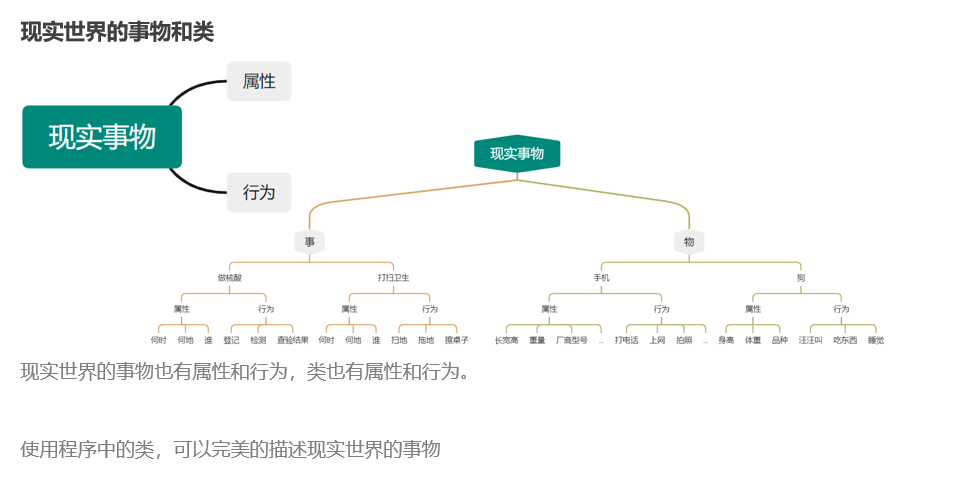 现实世界的事物和类
属性
现实事物
行为
现实事物
事 物
做核酸 打扫卫生 手机 狗
属性 行为 属性 行为 属性 行为 属性 行为
何时 何地 谁 登记 检测 查验结果 何时 何地 谁 扫地 拖地 擦桌子 长宽高 重量 厂商型号 ... 打电话 上网 拍照 ... 身高 体重 品种 汪汪叫 吃东西 睡觉
现实世界的事物也有属性和行为，类也有属性和行为。
使用程序中的类，可以完美的描述现实世界的事物